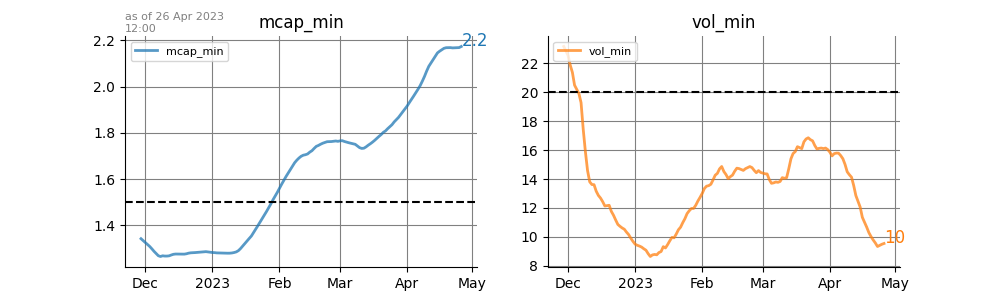 as of 26 Apr 2023
12:00
mcap_min
mcap_min
2.2
2.2
2.0
1.8
1.6
1.4
Dec
2023
Feb
Mar
Apr
May
vol_min
vol_min
22
20
18
16
14
12
10
8
10
Dec
2023
Feb
Mar
Apr
May